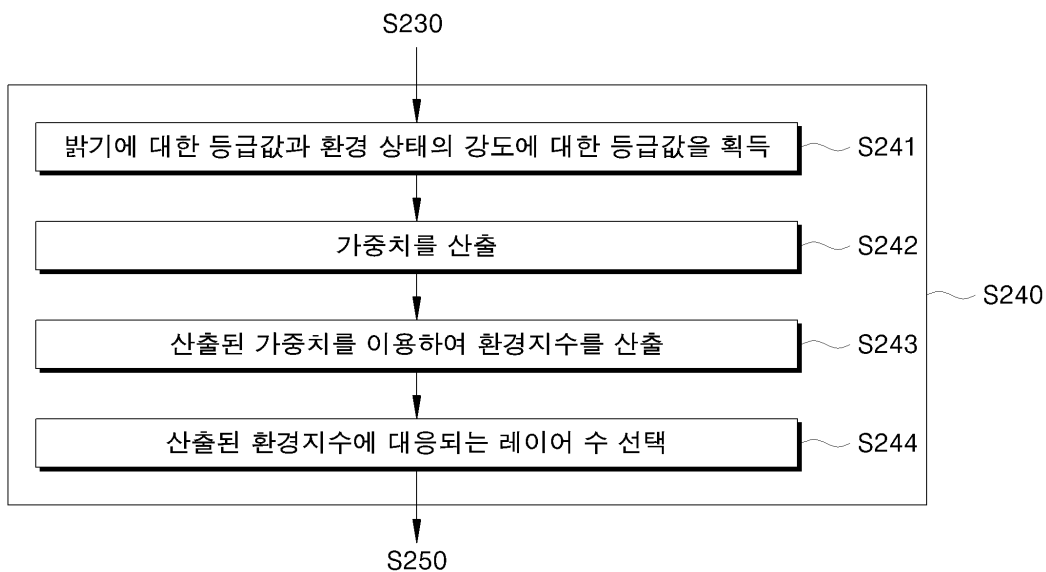 S230
밝기에 대한 등급값과 환경 상태의 강도에 대한 등급값을 획득
S241
가중치를 산출
S242
S240
산출된 가중치를 이용하여 환경지수를 산출
S243
산출된 환경지수에 대응되는 레이어 수 선택
S244
S250